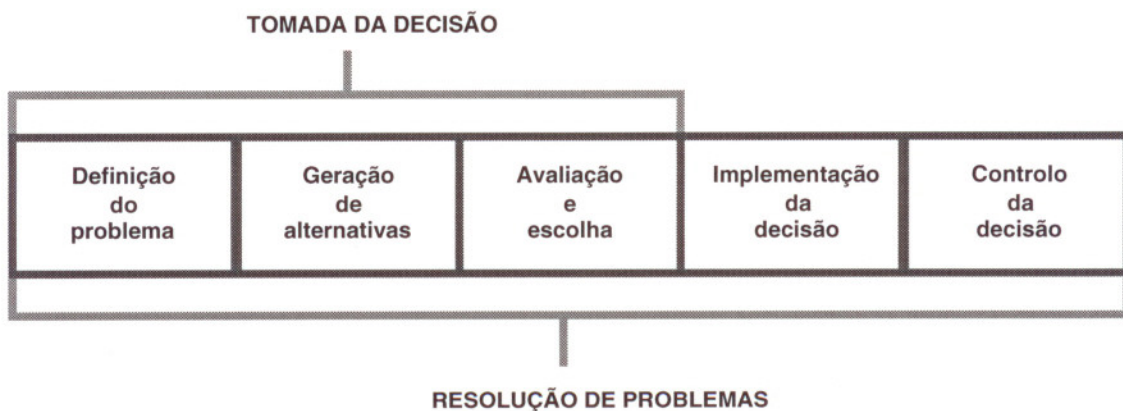 TOMADA DA DECISÃO
Definição
do
problema
Geração
de
alternativas
Avaliação
e
escolha
Implementação
da
decisão
Controlo
da
decisão
RESOLUÇÃO DE PROBLEMAS